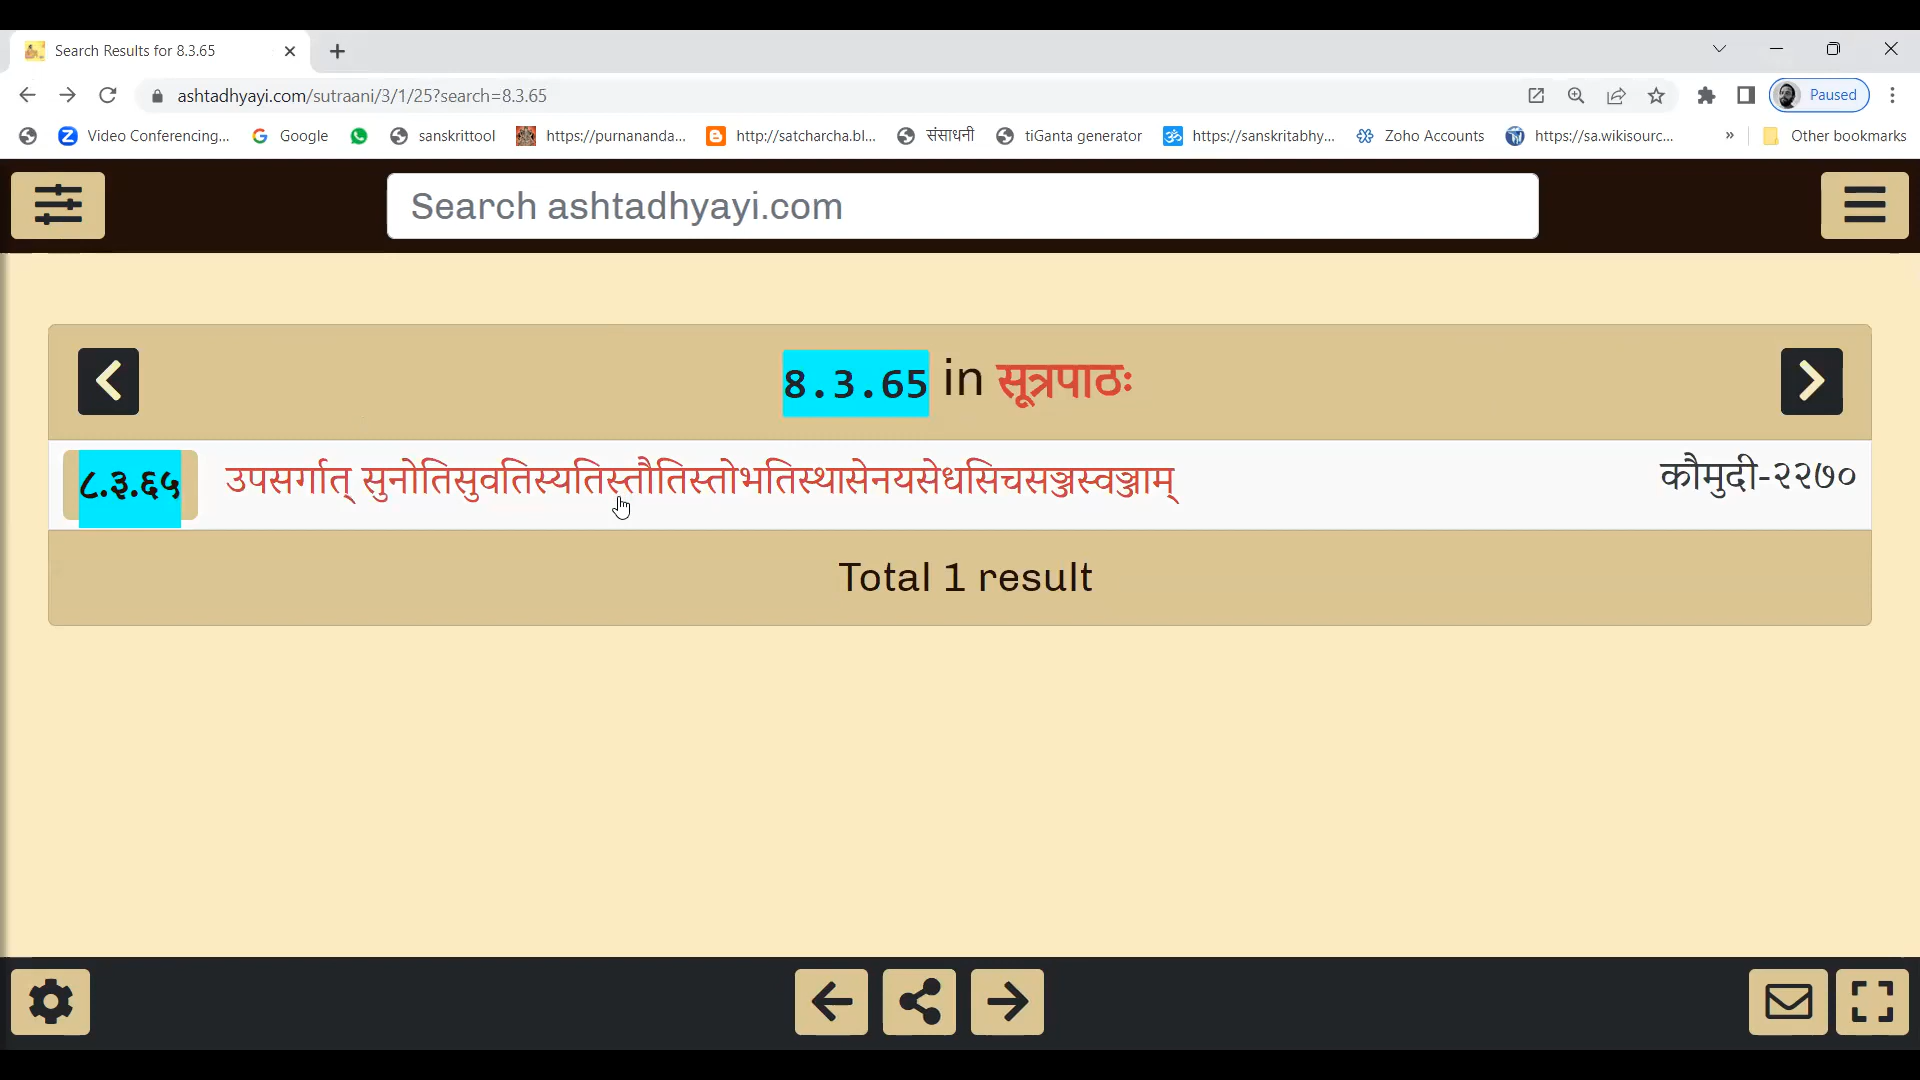 Search Results for 8.3.65
ashtadhyayi.com/sutraani/3/1/25?search=8.3.65
Paused
Video Conferencing... Google sanskrittool https://purnananda... http://satcharcha.bl... संसाधनी tiGanta generator https://sanskritabhy... Zoho Accounts https://sa.wikisourc... » Other bookmarks
Search ashtadhyayi.com
8.3.65 in सूत्रपाठः
८.३.६५ उपसर्गात् सुनोतिसुवतिस्यतिस्तौतिस्तोभतिस्थासेनयसेधसिचसञ्जस्वञ्जाम् कौमुदी-२२७०
Total 1 result